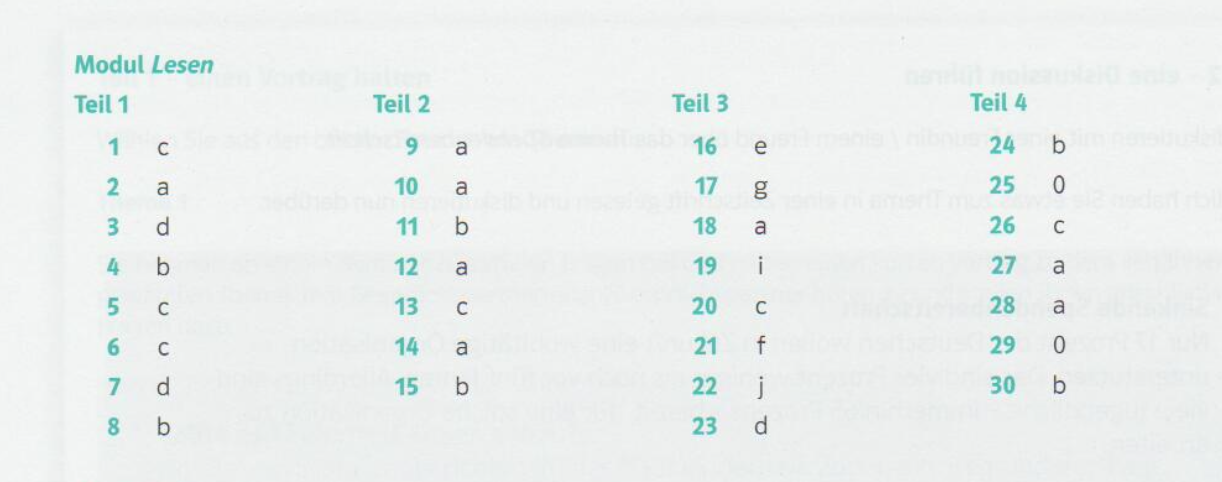 Modul Lesen
Teil 1 Teil 2 Teil 3 Teil 4
1 c 9 a 16 e 24 b
2 a 10 a 17 g 25 0
3 d 11 b 18 a 26 c
4 b 12 a 19 i 27 a
5 c 13 c 20 c 28 a
6 c 14 a 21 f 29 0
7 d 15 b 22 j 30 b
8 b 23 d